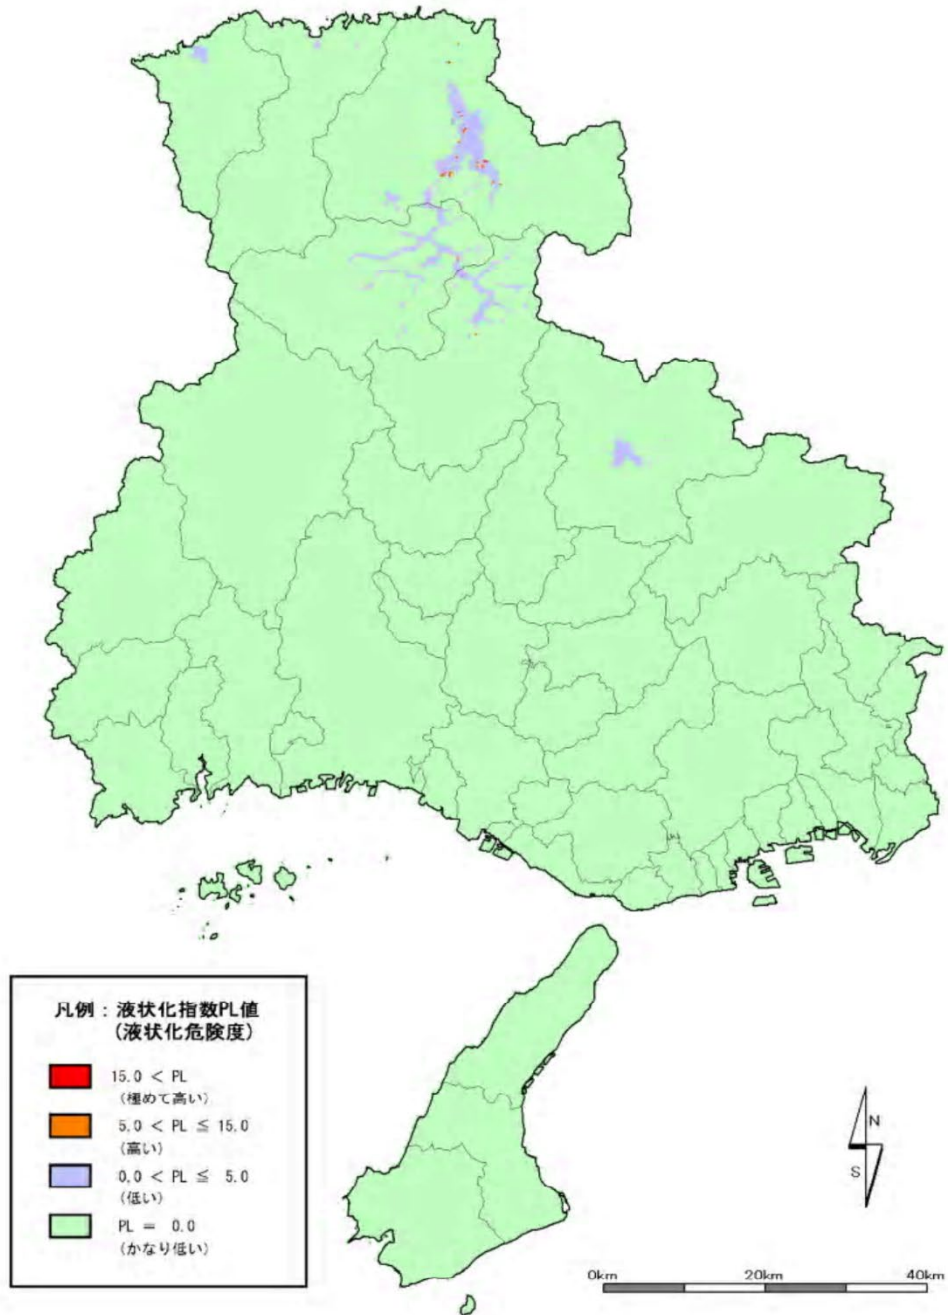 凡例：液状化指数PL値
(液状化危険度)
15.0 < PL
(極めて高い)
5.0 < PL ≦ 15.0
(高い)
0.0 < PL ≦ 5.0
(低い)
PL = 0.0
(かなり低い)
N
S
0km 20km 40km